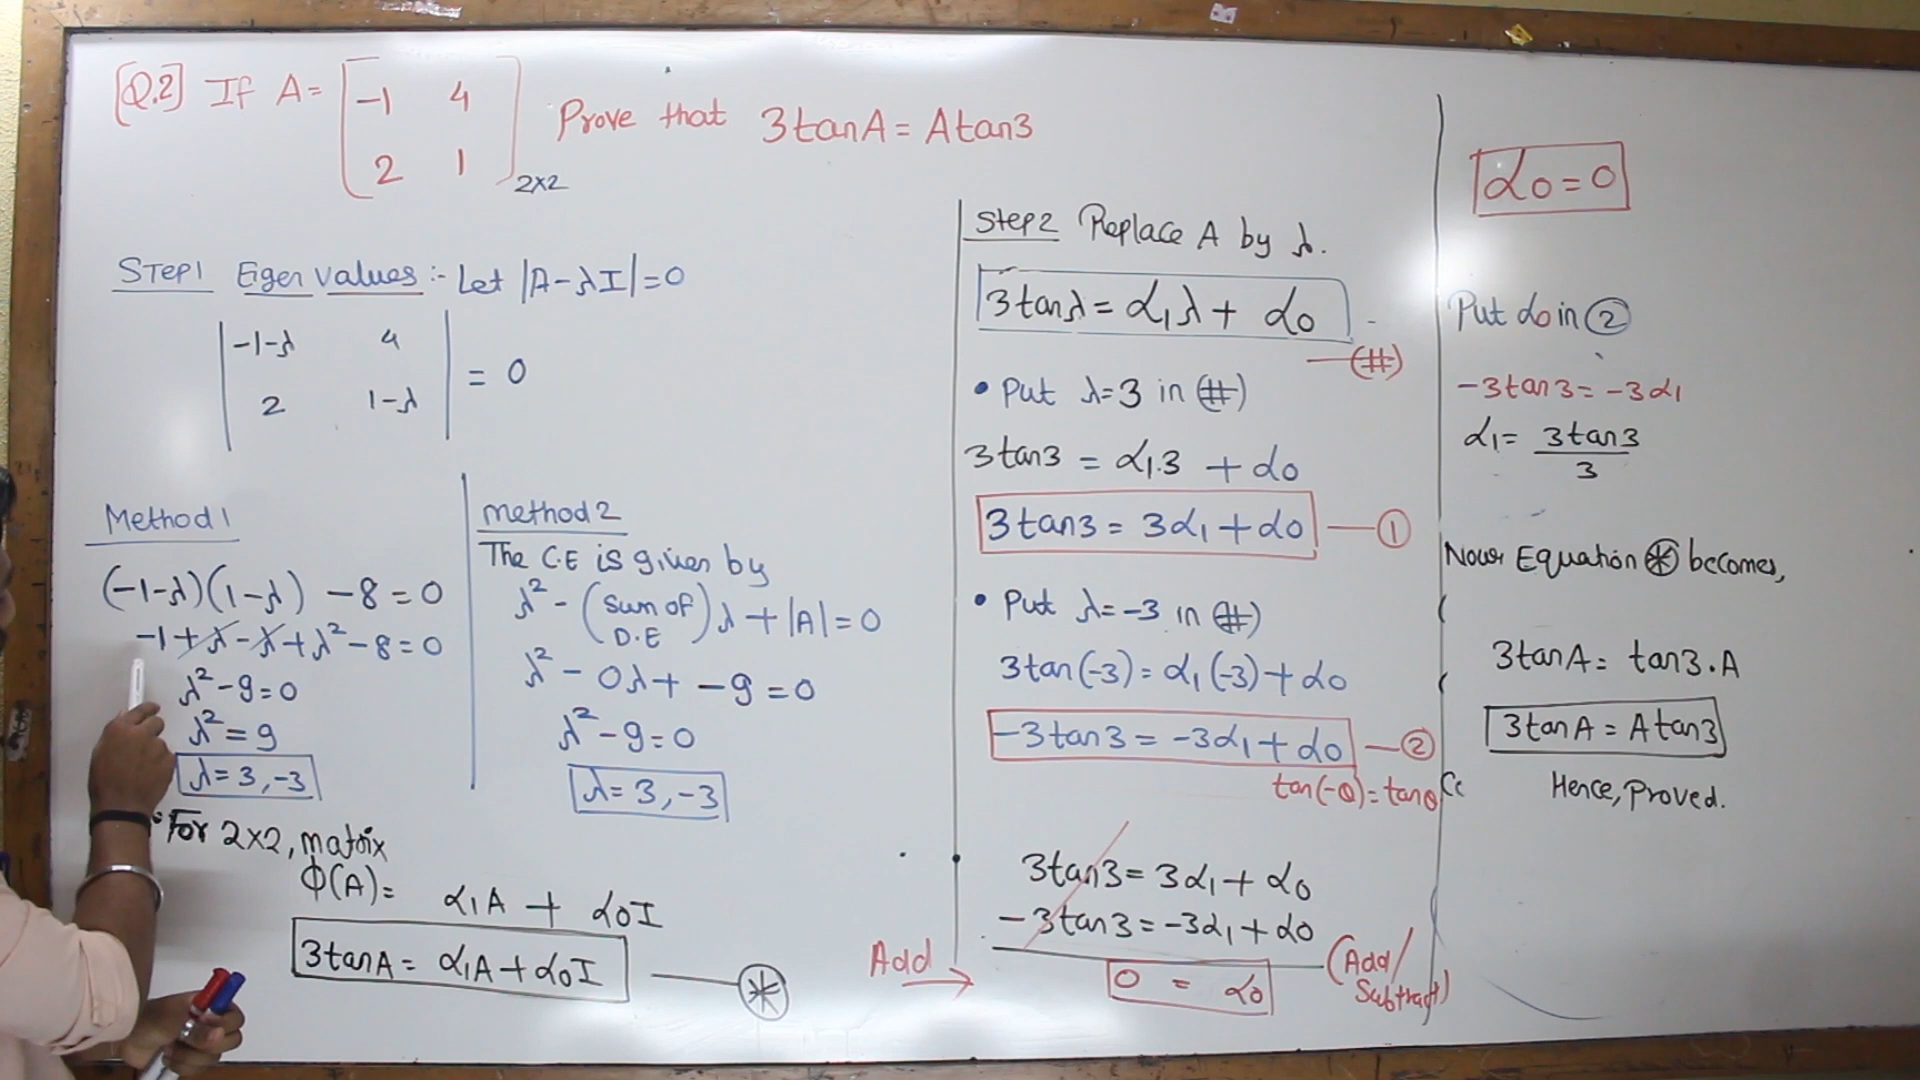 [Q.2] If A = [-1 4
2 1] 2×2 Prove that 3tanA = Atan3
STEP1 Eigen values :- Let |A-λI| = 0
|-1-λ 4
2 1-λ| = 0
Method 1
(-1-λ)(1-λ) -8 = 0
-1+λ-λ+λ²-8 = 0
λ²-9=0
λ² = 9
λ = 3, -3
method 2
The C.E is given by
λ² - (Sum of D.E)λ + |A| = 0
λ² - 0λ + -9 = 0
λ² - 9 = 0
λ = 3, -3
• For 2×2, matrix
Φ(A) = α₁A + α₀I
3tanA = α₁A + α₀I —— ⊛
Step2 Replace A by λ.
3tanλ = α₁λ + α₀
—(#)
• Put λ=3 in (#)
3tan3 = α₁.3 + α₀
3tan3 = 3α₁ + α₀ — ①
• Put λ=-3 in (#)
3tan(-3) = α₁(-3) + α₀
-3tan3 = -3α₁ + α₀ — ②
tan(-θ) = tanθ
3tan3 = 3α₁ + α₀
-3tan3 = -3α₁ + α₀
Add → 0 = α₀ (Add/Subtract)
α₀ = 0
Put α₀ in ②
-3tan3 = -3α₁
α₁ = 3tan3
3
Now Equation ⊛ becomes,
3tanA = tan3.A
3tanA = Atan3
Hence, Proved.